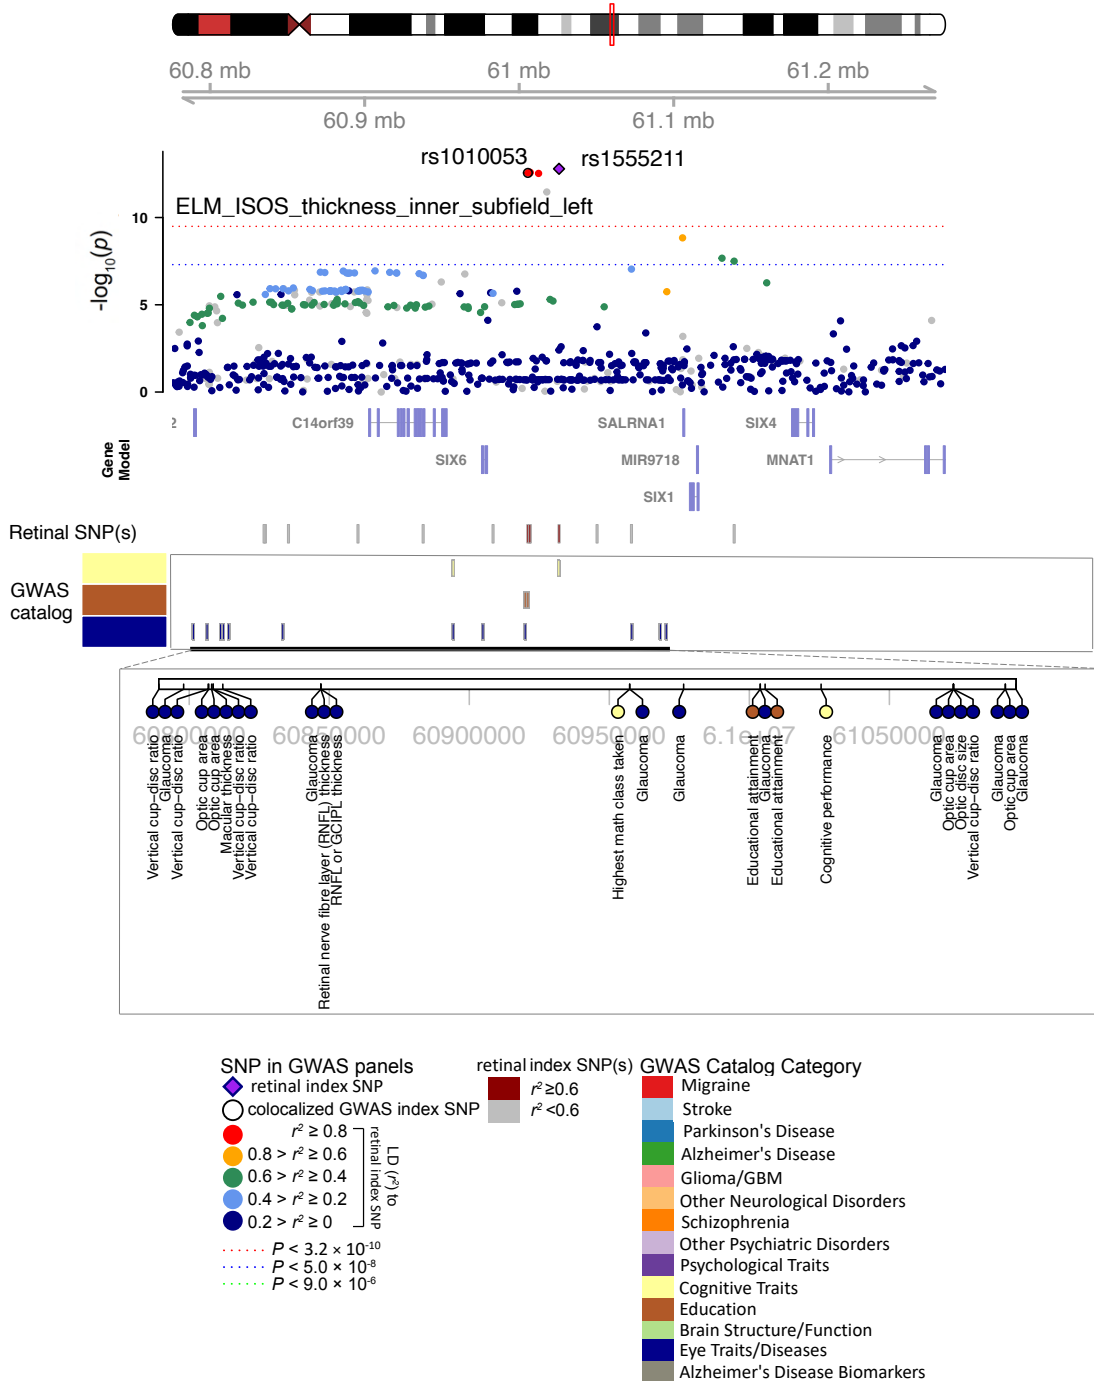 60.8 mb 61 mb 61.2 mb
60.9 mb 61.1 mb
rs1010053 rs1555211
ELM_ISOS_thickness_inner_subfield_left
-log10(p)
10
5
0
Gene Model
2 C14orf39 SALRNA1 SIX4
SIX6 MIR9718 MNAT1
SIX1
Retinal SNP(s)
GWAS catalog
60800000 60850000 60900000 60950000 6.1e+07 61050000
Vertical cup−disc ratio
Glaucoma
Vertical cup−disc ratio
Optic cup area
Optic cup area
Macular thickness
Vertical cup−disc ratio
Vertical cup−disc ratio
Glaucoma
Retinal nerve fibre layer (RNFL) thickness
RNFL or GCIPL thickness
Highest math class taken
Glaucoma
Glaucoma
Educational attainment
Glaucoma
Educational attainment
Cognitive performance
Glaucoma
Optic cup area
Optic disc size
Vertical cup−disc ratio
Glaucoma
Optic cup area
Glaucoma
SNP in GWAS panels
retinal index SNP
colocalized GWAS index SNP
r² ≥ 0.8
0.8 > r² ≥ 0.6
0.6 > r² ≥ 0.4
0.4 > r² ≥ 0.2
0.2 > r² ≥ 0
LD (r²) to
retinal index SNP
P < 3.2 × 10⁻¹⁰
P < 5.0 × 10⁻⁸
P < 9.0 × 10⁻⁶
retinal index SNP(s)
r² ≥0.6
r² <0.6
GWAS Catalog Category
Migraine
Stroke
Parkinson's Disease
Alzheimer's Disease
Glioma/GBM
Other Neurological Disorders
Schizophrenia
Other Psychiatric Disorders
Psychological Traits
Cognitive Traits
Education
Brain Structure/Function
Eye Traits/Diseases
Alzheimer's Disease Biomarkers